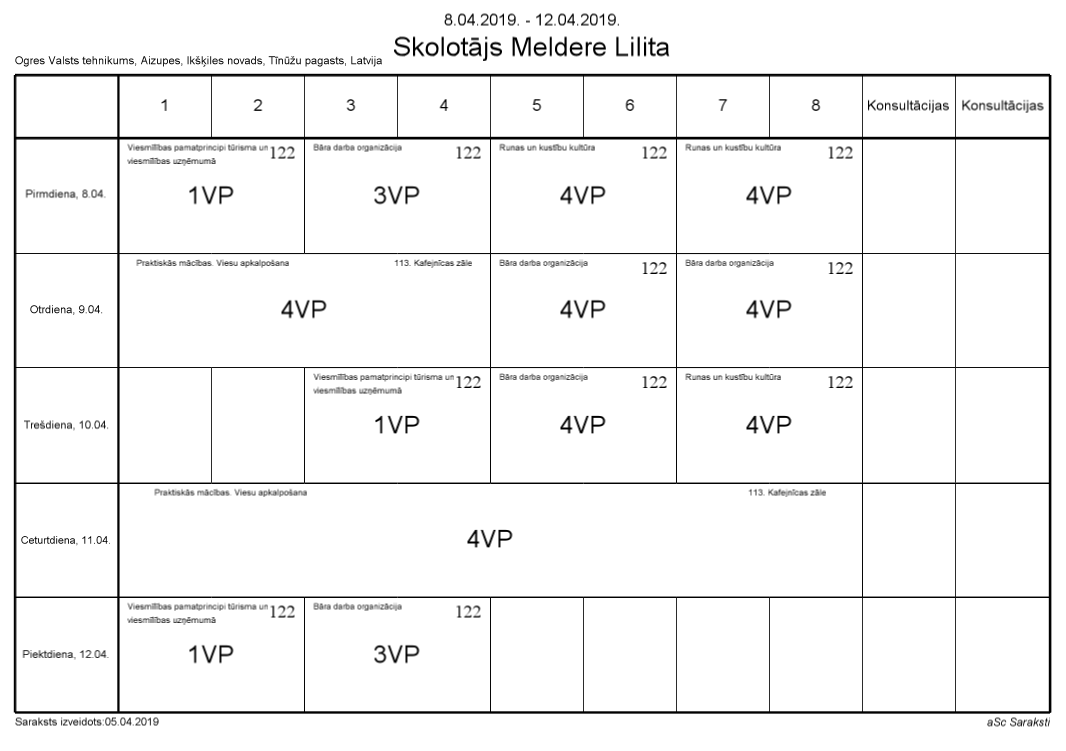 8.04.2019. - 12.04.2019.
Skolotājs Meldere Lilita
Ogres Valsts tehnikums, Aizupes, Ikšķiles novads, Tīnūžu pagasts, Latvija
1 2 3 4 5 6 7 8 Konsultācijas Konsultācijas
Pirmdiena, 8.04.
Viesmīlības pamatprincipi tūrisma un
viesmīlības uzņēmumā
122
1VP
Bāra darba organizācija
122
3VP
Runas un kustību kultūra
122
4VP
Runas un kustību kultūra
122
4VP
Otrdiena, 9.04.
Praktiskās mācības. Viesu apkalpošana
113. Kafejnīcas zāle
4VP
Bāra darba organizācija
122
4VP
Bāra darba organizācija
122
4VP
Trešdiena, 10.04.
Viesmīlības pamatprincipi tūrisma un
viesmīlības uzņēmumā
122
1VP
Bāra darba organizācija
122
4VP
Runas un kustību kultūra
122
4VP
Ceturtdiena, 11.04.
Praktiskās mācības. Viesu apkalpošana
113. Kafejnīcas zāle
4VP
Piektdiena, 12.04.
Viesmīlības pamatprincipi tūrisma un
viesmīlības uzņēmumā
122
1VP
Bāra darba organizācija
122
3VP
Saraksts izveidots:05.04.2019
aSc Saraksti